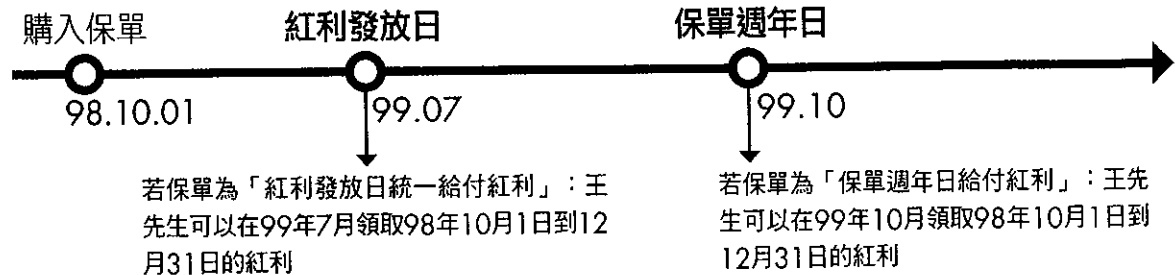 購入保單
紅利發放日
保單週年日
98.10.01
99.07
99.10
若保單為「紅利發放日統一給付紅利」：王
先生可以在99年7月領取98年10月1日到12
月31日的紅利
若保單為「保單週年日給付紅利」：王先
生可以在99年10月領取98年10月1日到
12月31日的紅利